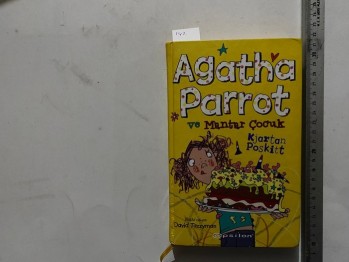 Agatha
Parrot
ve Mantar Çocuk
Kjartan
Poskitt
David Tazzyman